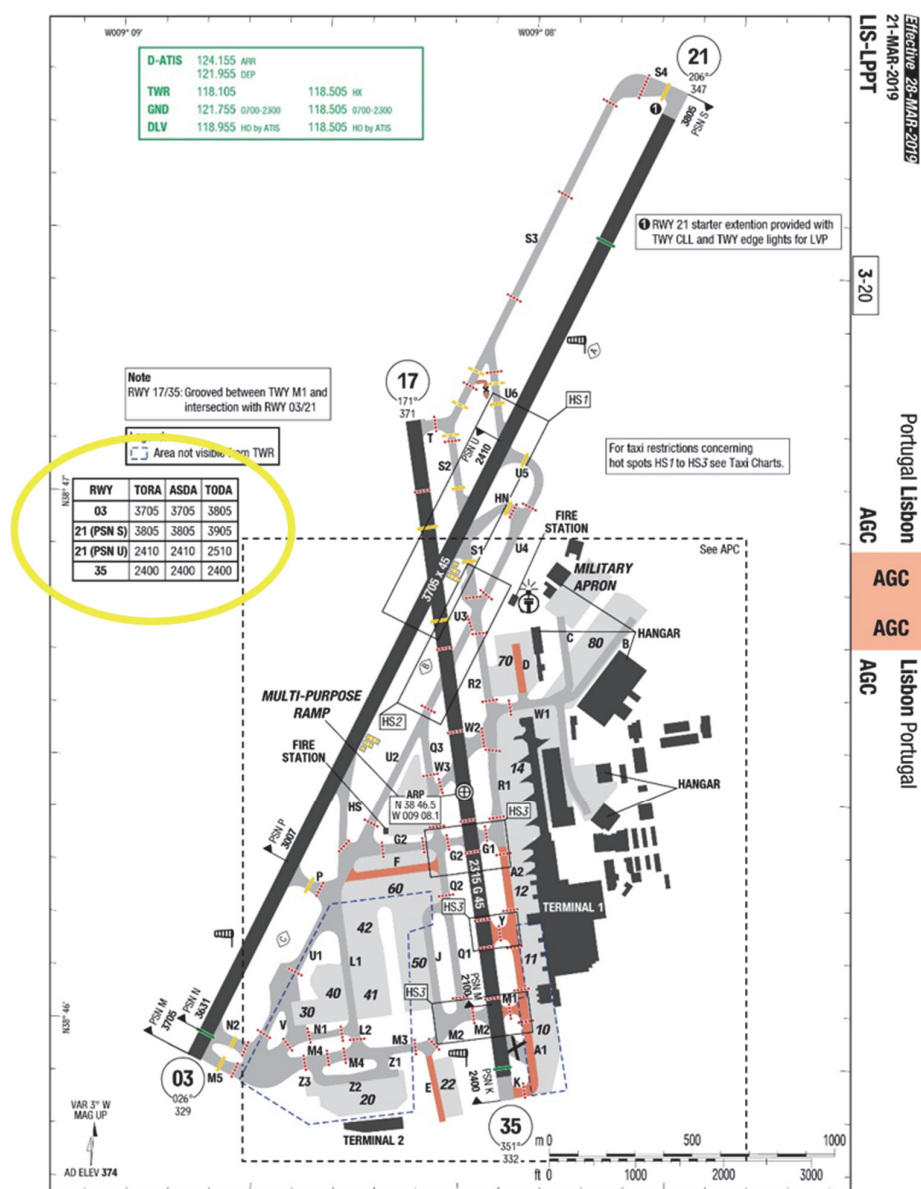 W009° 09'
W009° 08'
Effective 28-MAR-2019
21-MAR-2019
LIS-LPPT
3-20
Portugal Lisbon
AGC
AGC
AGC
AGC
Lisbon Portugal
D-ATIS 124.155 ARR
121.955 DEP
TWR 118.105 118.505 HX
GND 121.755 0700-2300 118.505 0700-2300
DLV 118.955 HO by ATIS 118.505 HO by ATIS
21
206°
347
S4
1
3805
PSN S
S3
1 RWY 21 starter extention provided with
TWY CLL and TWY edge lights for LVP
A
17
171°
371
Note
RWY 17/35: Grooved between TWY M1 and
intersection with RWY 03/21
Area not visible from TWR
N38° 47'
RWY TORA ASDA TODA
03 3705 3705 3805
21 (PSN S) 3805 3805 3905
21 (PSN U) 2410 2410 2510
35 2400 2400 2400
T
S2
PSN U
2410
U6
HS1
U5
HN
For taxi restrictions concerning
hot spots HS1 to HS3 see Taxi Charts.
FIRE
STATION
S1
U4
See APC
3705 x 45
MILITARY
APRON
U3
C
80
B
HANGAR
70
D
B
R2
MULTI-PURPOSE
RAMP
HS2
W1
W2
FIRE
STATION
U2
Q3
W3
14
R1
HANGAR
ARP
N 38 46.5
W 009 08.1
HS
HS3
PSN P
3007
G2
G2
G1
F
P
60
Q2
2315 G 45
A2
12
TERMINAL 1
HS3
Y
42
C
U1
L1
50
J
Q1
11
40
41
HS3
PSN M
2100
M1
30
10
PSN M
3705
PSN N
3631
N38° 46'
N2
V
N1
L2
M2
M2
M3
M4
M4
Z1
A1
03
026°
329
M5
Z3
Z2
20
E
22
K
PSN K
2400
TERMINAL 2
35
351°
332
VAR 3° W
MAG UP
AD ELEV 374
m 0 500 1000
ft 0 1000 2000 3000